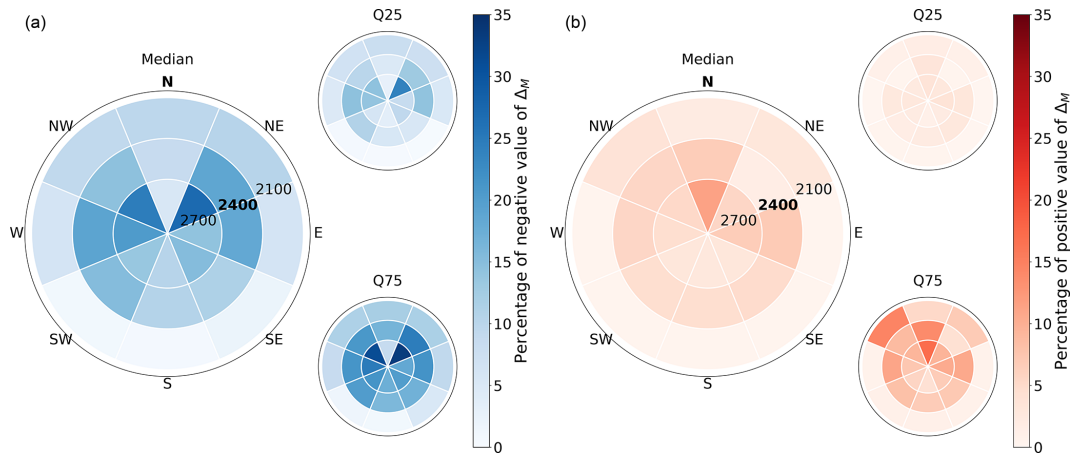 (a)
Median
N
NE
E
SE
S
SW
W
NW
2100
2400
2700
Q25
Q75
35
30
25
20
15
10
5
0
Percentage of negative value of Δ_M
(b)
Median
N
NE
E
SE
S
SW
W
NW
2100
2400
2700
Q25
Q75
35
30
25
20
15
10
5
0
Percentage of positive value of Δ_M